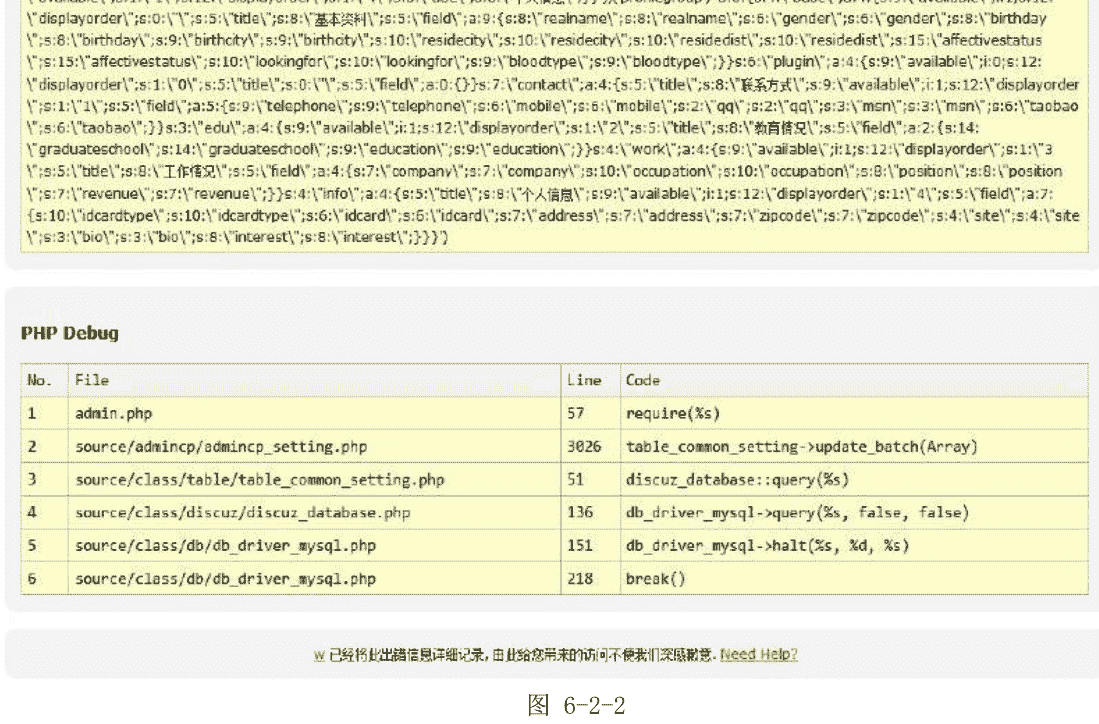 \"displayorder\";s:0:\"\";s:5:\"title\";s:8:\"基本资料\";s:5:\"field\";a:9:{s:8:\"realname\";s:8:\"realname\";s:6:\"gender\";s:6:\"gender\";s:8:\"birthday
\";s:8:\"birthday\";s:9:\"birthcity\";s:9:\"birthcity\";s:10:\"residecity\";s:10:\"residecity\";s:10:\"residedist\";s:10:\"residedist\";s:15:\"affectivestatus
\";s:15:\"affectivestatus\";s:10:\"lookingfor\";s:10:\"lookingfor\";s:9:\"bloodtype\";s:9:\"bloodtype\";}}s:6:\"plugin\";a:4:{s:9:\"available\";i:0;s:12:
\"displayorder\";s:1:\"0\";s:5:\"title\";s:0:\"\";s:5:\"field\";a:0:{}}s:7:\"contact\";a:4:{s:5:\"title\";s:8:\"联系方式\";s:9:\"available\";i:1;s:12:\"displayorder
\";s:1:\"1\";s:5:\"field\";a:5:{s:9:\"telephone\";s:9:\"telephone\";s:6:\"mobile\";s:6:\"mobile\";s:2:\"qq\";s:2:\"qq\";s:3:\"msn\";s:3:\"msn\";s:6:\"taobao
\";s:6:\"taobao\";}}s:3:\"edu\";a:4:{s:9:\"available\";i:1;s:12:\"displayorder\";s:1:\"2\";s:5:\"title\";s:8:\"教育情况\";s:5:\"field\";a:2:{s:14:
\"graduateschool\";s:14:\"graduateschool\";s:9:\"education\";s:9:\"education\";}}s:4:\"work\";a:4:{s:9:\"available\";i:1;s:12:\"displayorder\";s:1:\"3
\";s:5:\"title\";s:8:\"工作情况\";s:5:\"field\";a:4:{s:7:\"company\";s:7:\"company\";s:10:\"occupation\";s:10:\"occupation\";s:8:\"position\";s:8:\"position
\";s:7:\"revenue\";s:7:\"revenue\";}}s:4:\"info\";a:4:{s:5:\"title\";s:8:\"个人信息\";s:9:\"available\";i:1;s:12:\"displayorder\";s:1:\"4\";s:5:\"field\";a:7:
{s:10:\"idcardtype\";s:10:\"idcardtype\";s:6:\"idcard\";s:6:\"idcard\";s:7:\"address\";s:7:\"address\";s:7:\"zipcode\";s:7:\"zipcode\";s:4:\"site\";s:4:\"site
\";s:3:\"bio\";s:3:\"bio\";s:8:\"interest\";s:8:\"interest\";}}}')
PHP Debug
No. File Line Code
1 admin.php 57 require(%s)
2 source/admincp/admincp_setting.php 3026 table_common_setting->update_batch(Array)
3 source/class/table/table_common_setting.php 51 discuz_database::query(%s)
4 source/class/discuz/discuz_database.php 136 db_driver_mysql->query(%s, false, false)
5 source/class/db/db_driver_mysql.php 151 db_driver_mysql->halt(%s, %d, %s)
6 source/class/db/db_driver_mysql.php 218 break()
w 已经将此出错信息详细记录, 由此给您带来的访问不便我们深感歉意. Need Help?
图 6-2-2